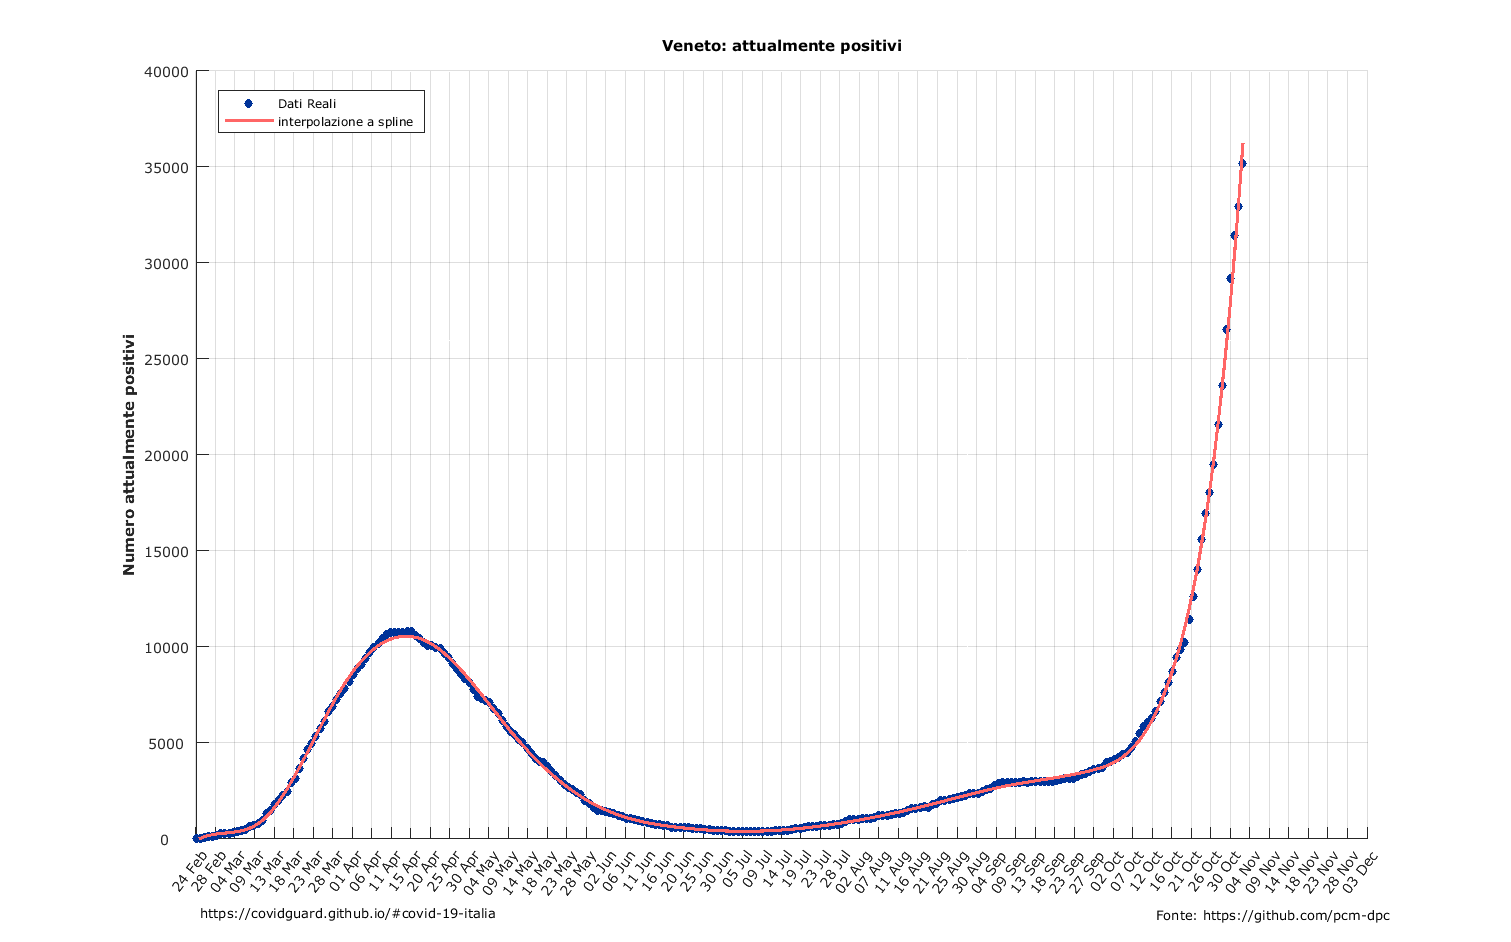 Veneto: attualmente positivi
Dati Reali
interpolazione a spline
Numero attualmente positivi
40000
35000
30000
25000
20000
15000
10000
5000
0
24 Feb
28 Feb
04 Mar
09 Mar
13 Mar
18 Mar
23 Mar
28 Mar
01 Apr
06 Apr
11 Apr
15 Apr
20 Apr
25 Apr
30 Apr
04 May
09 May
14 May
18 May
23 May
28 May
02 Jun
06 Jun
11 Jun
16 Jun
20 Jun
25 Jun
30 Jun
05 Jul
09 Jul
14 Jul
19 Jul
23 Jul
28 Jul
02 Aug
07 Aug
11 Aug
16 Aug
21 Aug
25 Aug
30 Aug
04 Sep
09 Sep
13 Sep
18 Sep
23 Sep
27 Sep
02 Oct
07 Oct
12 Oct
16 Oct
21 Oct
26 Oct
30 Oct
04 Nov
09 Nov
14 Nov
18 Nov
23 Nov
28 Nov
03 Dec
https://covidguard.github.io/#covid-19-italia
Fonte: https://github.com/pcm-dpc